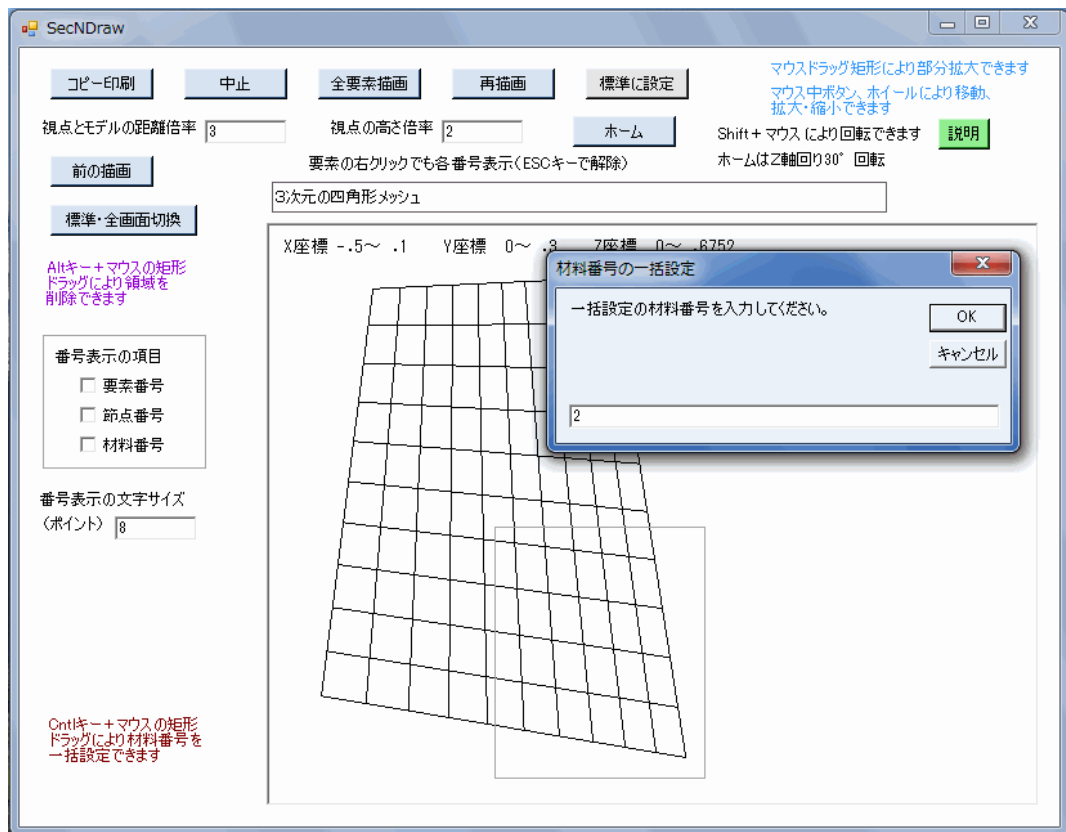 SecNDraw
コピー印刷
中止
全要素描画
再描画
標準に設定
マウスドラッグ矩形により部分拡大できます
マウス中ボタン、ホイールにより移動、
拡大・縮小できます
視点とモデルの距離倍率 3
視点の高さ倍率 2
ホーム
Shift+マウスにより回転できます
説明
前の描画
要素の右クリックでも各番号表示(ESCキーで解除)
ホームはZ軸回り30° 回転
3次元の四角形メッシュ
標準・全画面切換
X座標 -.5~ .1 Y座標 0~ .3 Z座標 0~ .6752
Altキー+マウスの矩形
ドラッグにより領域を
削除できます
材料番号の一括設定
一括設定の材料番号を入力してください。
OK
キャンセル
2
番号表示の項目
要素番号
節点番号
材料番号
番号表示の文字サイズ
(ポイント) 8
Cntlキー+マウスの矩形
ドラッグにより材料番号を
一括設定できます